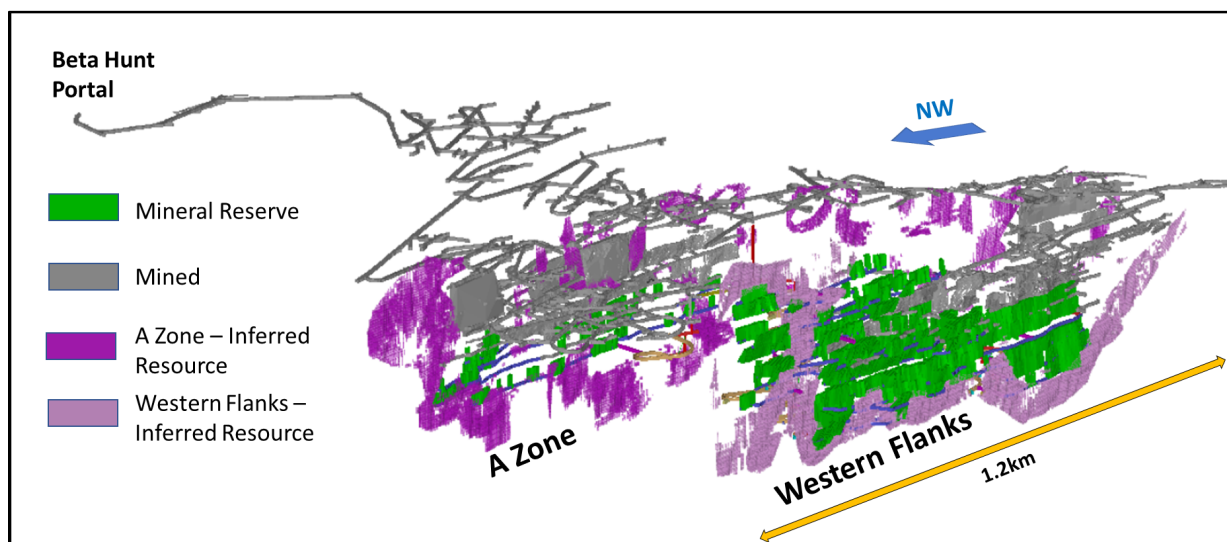 Beta Hunt
Portal
NW
Mineral Reserve
Mined
A Zone – Inferred
Resource
Western Flanks –
Inferred Resource
A Zone
Western Flanks
1.2km